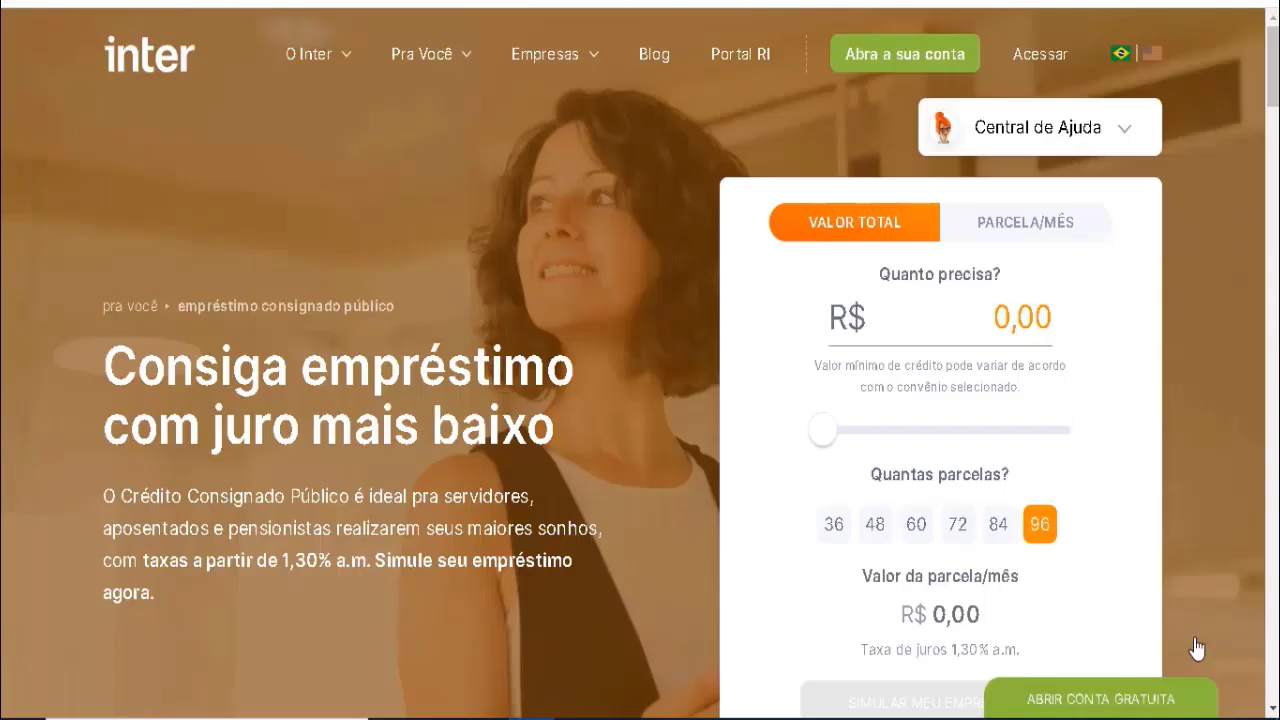 inter
O Inter
Pra Você
Empresas
Blog
Portal RI
Abra a sua conta
Acessar
Central de Ajuda
VALOR TOTAL
PARCELA/MÊS
Quanto precisa?
R$ 0,00
Valor mínimo de crédito pode variar de acordo
com o convênio selecionado.
pra você • empréstimo consignado público
Consiga empréstimo
com juro mais baixo
O Crédito Consignado Público é ideal pra servidores,
aposentados e pensionistas realizarem seus maiores sonhos,
com taxas a partir de 1,30% a.m. Simule seu empréstimo
agora.
Quantas parcelas?
36 48 60 72 84 96
Valor da parcela/mês
R$ 0,00
Taxa de juros 1,30% a.m.
SIMULAR MEU
ABRIR CONTA GRATUITA